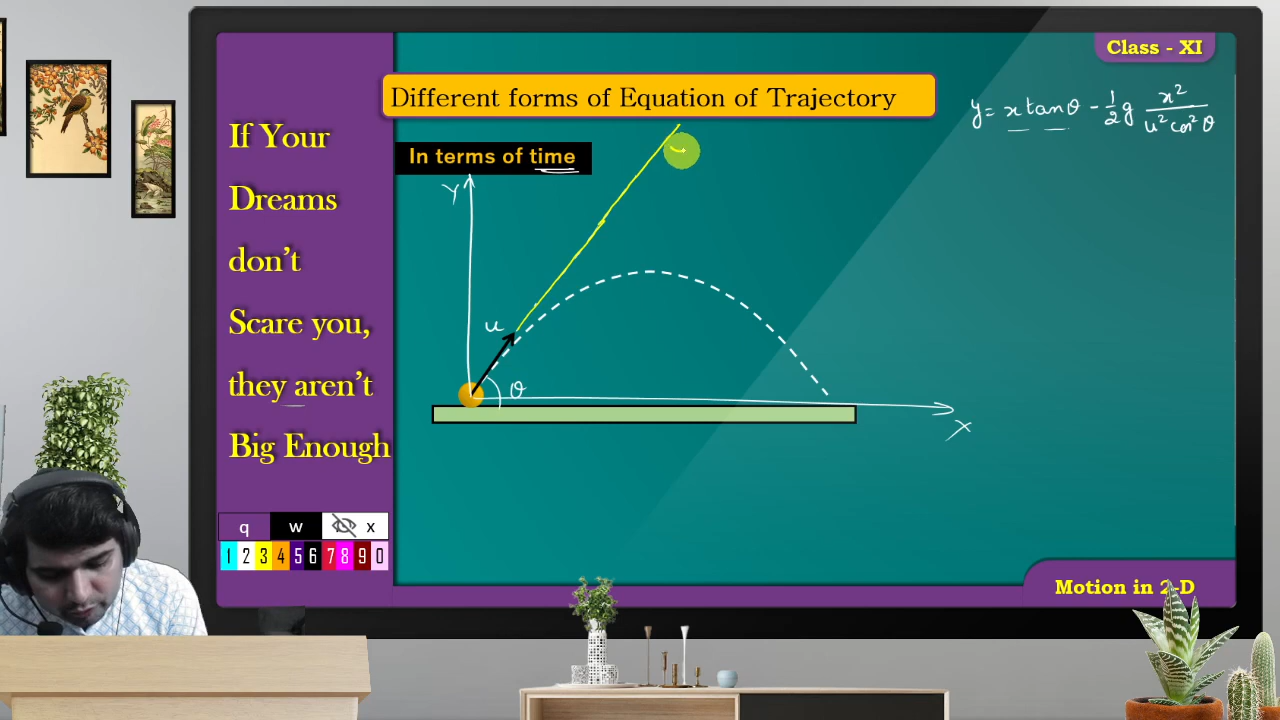 Class - XI
Different forms of Equation of Trajectory
y = x tanθ - 1/2 g x²/u² cos² θ
In terms of time
Y
u
θ
X
If Your
Dreams
don't
Scare you,
they aren't
Big Enough
q w x
1 2 3 4 5 6 7 8 9 0
Motion in 2-D